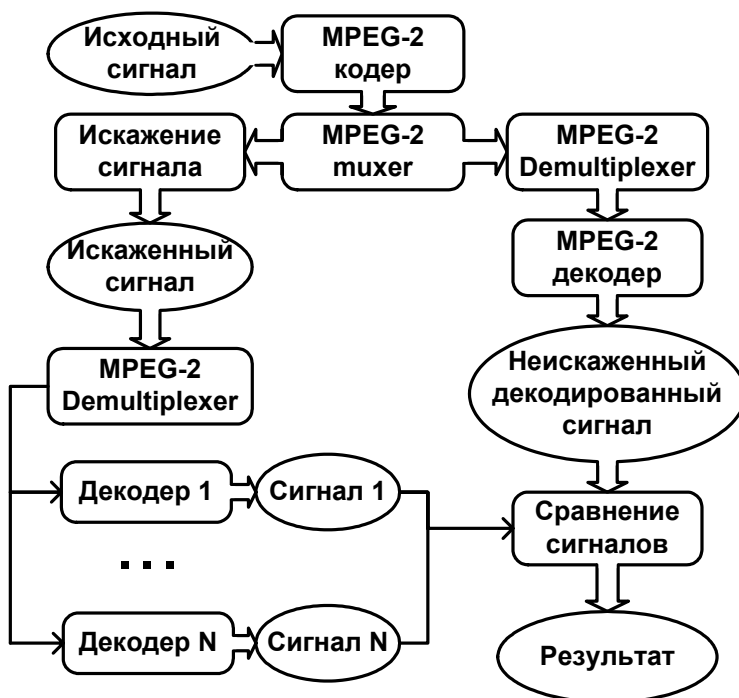 Исходный
сигнал
MPEG-2
кодер
Искажение
сигнала
MPEG-2
muxer
MPEG-2
Demultiplexer
Искаженный
сигнал
MPEG-2
декодер
MPEG-2
Demultiplexer
Неискаженный
декодированный
сигнал
Декодер 1
Сигнал 1
Сравнение
сигналов
. . .
Декодер N
Сигнал N
Результат